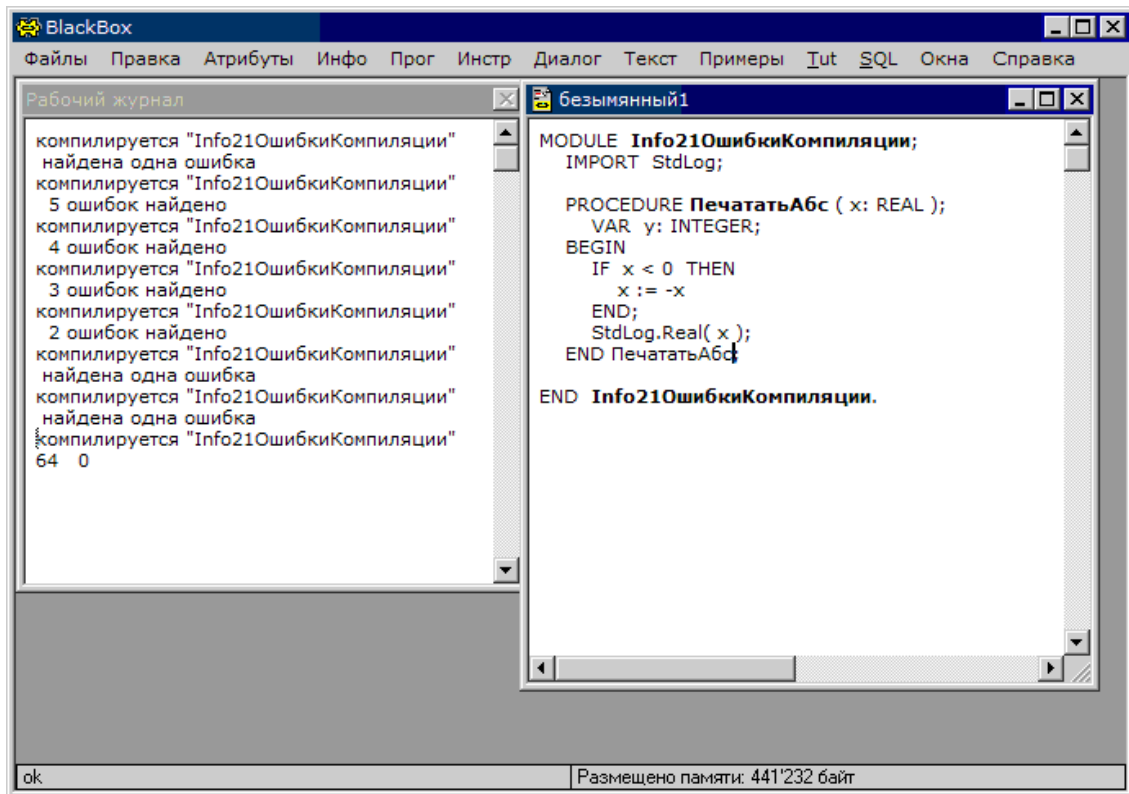 BlackBox
Файлы Правка Атрибуты Инфо Прог Инстр Диалог Текст Примеры Tut SQL Окна Справка
Рабочий журнал
компилируется "Info21ОшибкиКомпиляции"
найдена одна ошибка
компилируется "Info21ОшибкиКомпиляции"
5 ошибок найдено
компилируется "Info21ОшибкиКомпиляции"
4 ошибок найдено
компилируется "Info21ОшибкиКомпиляции"
3 ошибок найдено
компилируется "Info21ОшибкиКомпиляции"
2 ошибок найдено
компилируется "Info21ОшибкиКомпиляции"
найдена одна ошибка
компилируется "Info21ОшибкиКомпиляции"
найдена одна ошибка
компилируется "Info21ОшибкиКомпиляции"
64 0
безымянный1
MODULE Info21ОшибкиКомпиляции;
IMPORT StdLog;
PROCEDURE ПечататьАбс ( x: REAL );
VAR y: INTEGER;
BEGIN
IF x < 0 THEN
x := -x
END;
StdLog.Real( x );
END ПечататьАбс;
END Info21ОшибкиКомпиляции.
ok
Размещено памяти: 441'232 байт